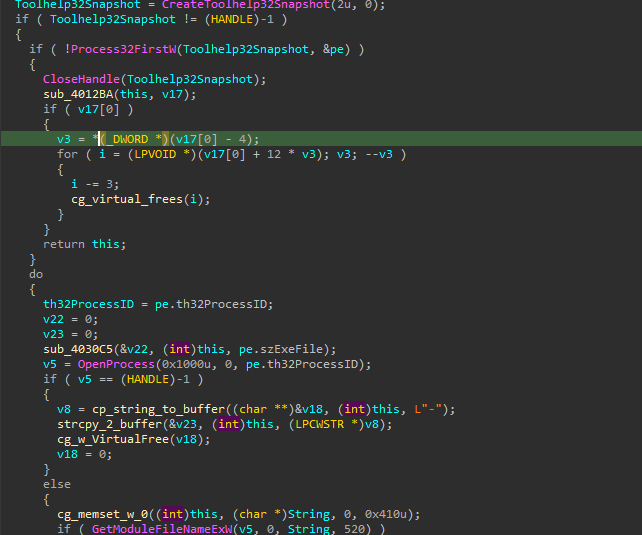 Toolhelp32Snapshot = CreateToolhelp32Snapshot(2u, 0);
if ( Toolhelp32Snapshot != (HANDLE)-1 )
{
if ( !Process32FirstW(Toolhelp32Snapshot, &pe) )
{
CloseHandle(Toolhelp32Snapshot);
sub_4012BA(this, v17);
if ( v17[0] )
{
v3 = *(_DWORD *)(v17[0] - 4);
for ( i = (LPVOID *)(v17[0] + 12 * v3); v3; --v3 )
{
i -= 3;
cg_virtual_frees(i);
}
}
return this;
}
do
{
th32ProcessID = pe.th32ProcessID;
v22 = 0;
v23 = 0;
sub_4030C5(&v22, (int)this, pe.szExeFile);
v5 = OpenProcess(0x1000u, 0, pe.th32ProcessID);
if ( v5 == (HANDLE)-1 )
{
v8 = cp_string_to_buffer((char **)&v18, (int)this, L"-");
strcpy_2_buffer(&v23, (int)this, (LPCWSTR *)v8);
cg_w_VirtualFree(v18);
v18 = 0;
}
else
{
cg_memset_w_0((int)this, (char *)String, 0, 0x410u);
if ( GetModuleFileNameExW(v5, 0, String, 520) )